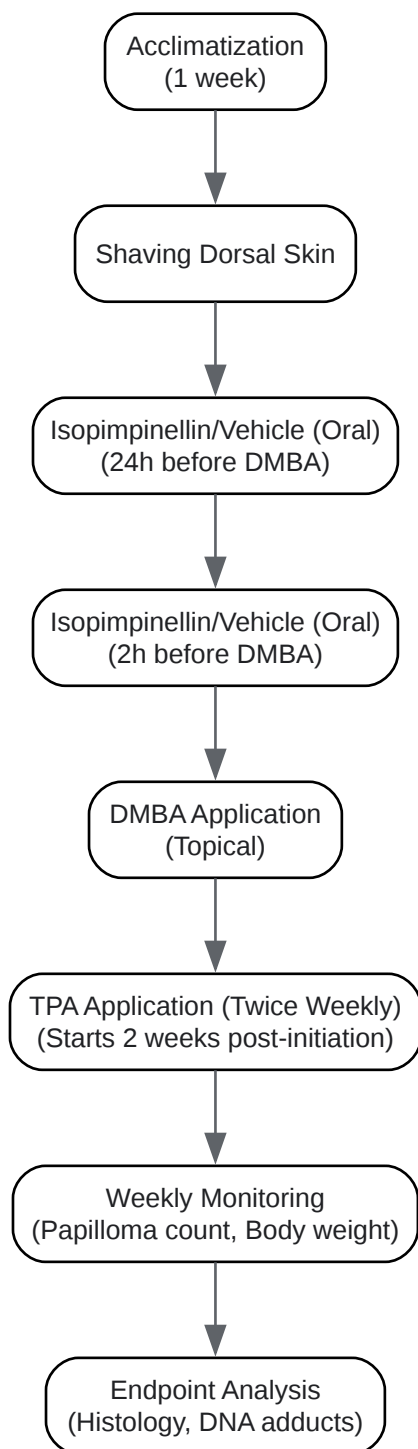 Acclimatization
(1 week)
Shaving Dorsal Skin
Isopimpinellin/Vehicle (Oral)
(24h before DMBA)
Isopimpinellin/Vehicle (Oral)
(2h before DMBA)
DMBA Application
(Topical)
TPA Application (Twice Weekly)
(Starts 2 weeks post-initiation)
Weekly Monitoring
(Papilloma count, Body weight)
Endpoint Analysis
(Histology, DNA adducts)